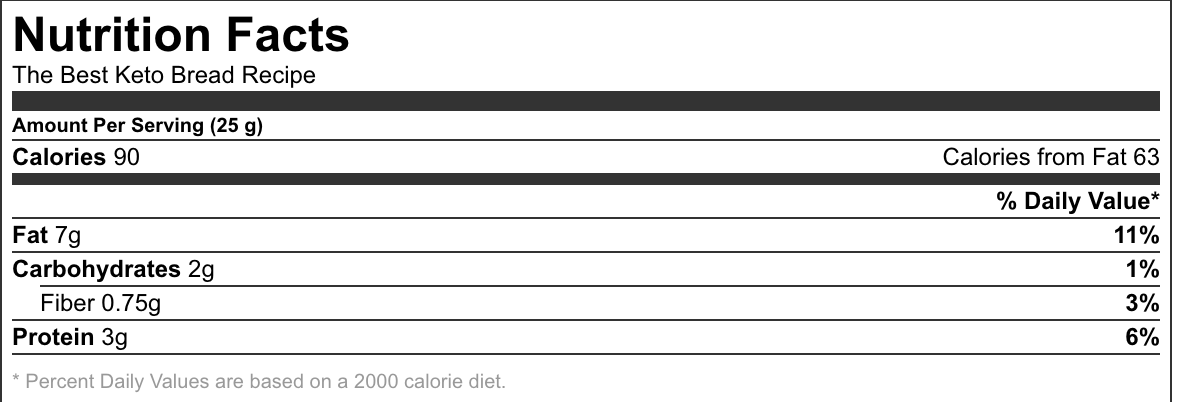 Nutrition Facts
The Best Keto Bread Recipe
Amount Per Serving (25 g)
Calories 90 Calories from Fat 63
% Daily Value*
Fat 7g 11%
Carbohydrates 2g 1%
Fiber 0.75g 3%
Protein 3g 6%
* Percent Daily Values are based on a 2000 calorie diet.